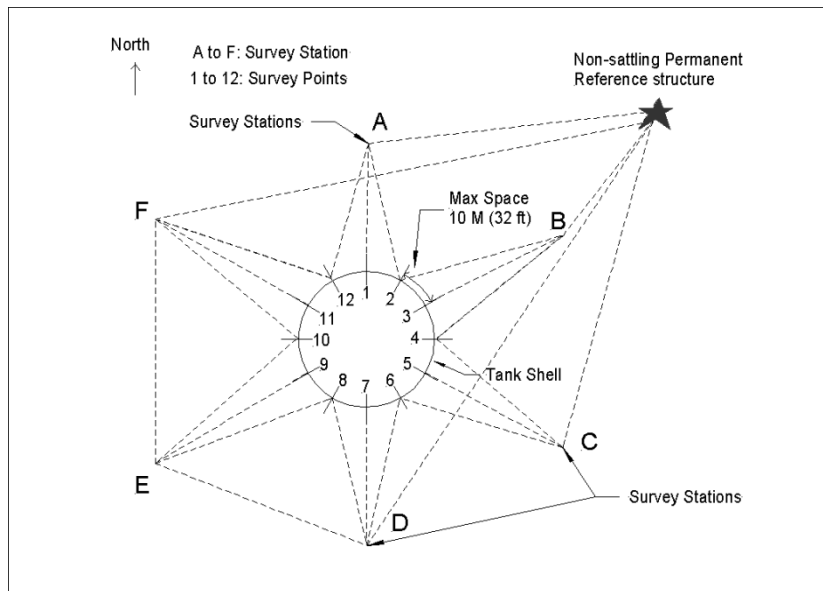 North
A to F: Survey Station
1 to 12: Survey Points
Non-sattling Permanent
Reference structure
Survey Stations
A
Max Space
10 M (32 ft)
F
B
12
1
2
11
3
10
4
9
5
8
7
6
Tank Shell
C
E
D
Survey Stations